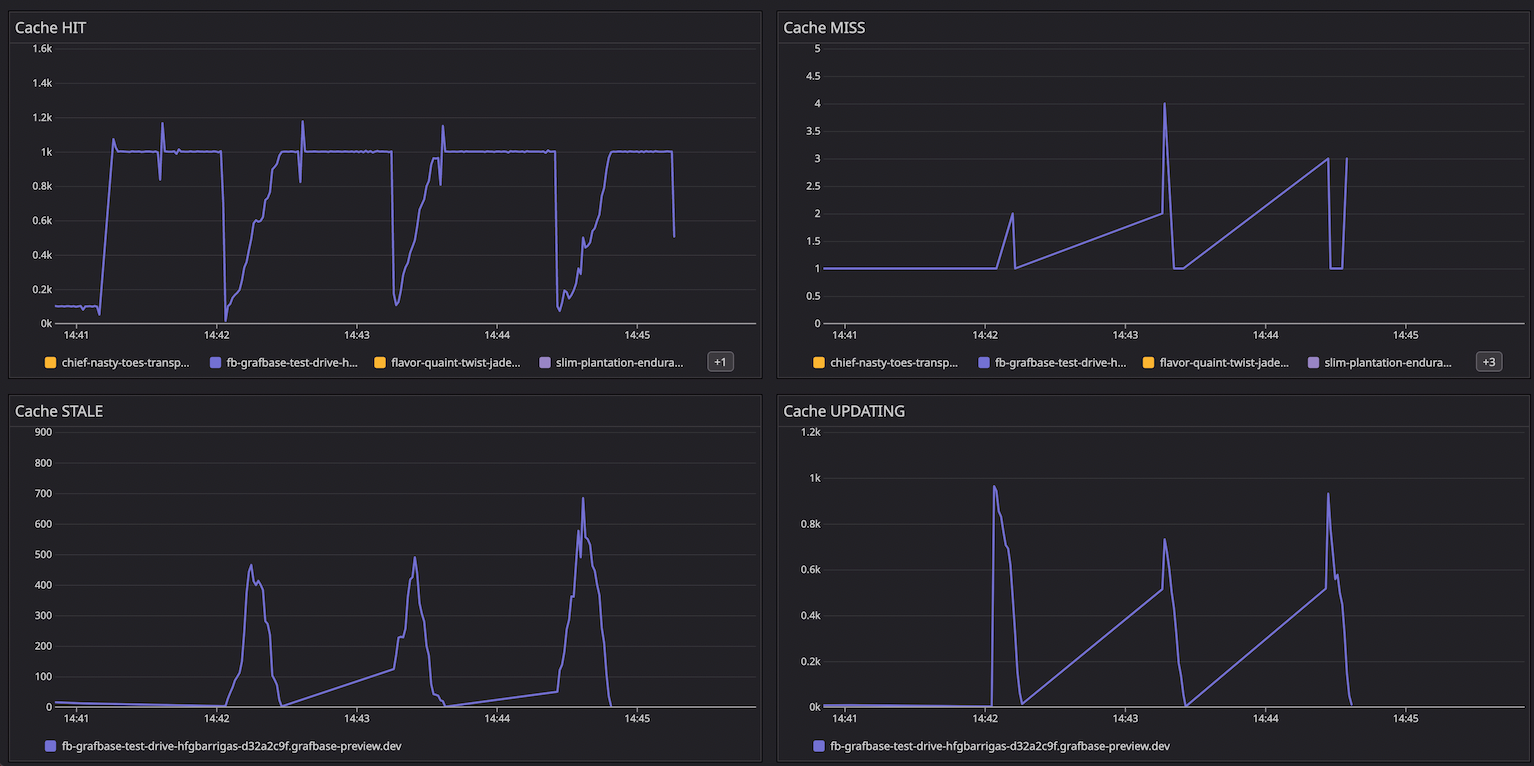 Cache HIT
1.6k
1.4k
1.2k
1k
0.8k
0.6k
0.4k
0.2k
0k
14:41 14:42 14:43 14:44 14:45
chief-nasty-toes-transp... fb-grafbase-test-drive-h... flavor-quaint-twist-jade... slim-plantation-endura... +1
Cache MISS
5
4.5
4
3.5
3
2.5
2
1.5
1
0.5
0
14:41 14:42 14:43 14:44 14:45
chief-nasty-toes-transp... fb-grafbase-test-drive-h... flavor-quaint-twist-jade... slim-plantation-endura... +3
Cache STALE
900
800
700
600
500
400
300
200
100
0
14:41 14:42 14:43 14:44 14:45
fb-grafbase-test-drive-hfgbarrigas-d32a2c9f.grafbase-preview.dev
Cache UPDATING
1.2k
1k
0.8k
0.6k
0.4k
0.2k
0k
14:41 14:42 14:43 14:44 14:45
fb-grafbase-test-drive-hfgbarrigas-d32a2c9f.grafbase-preview.dev